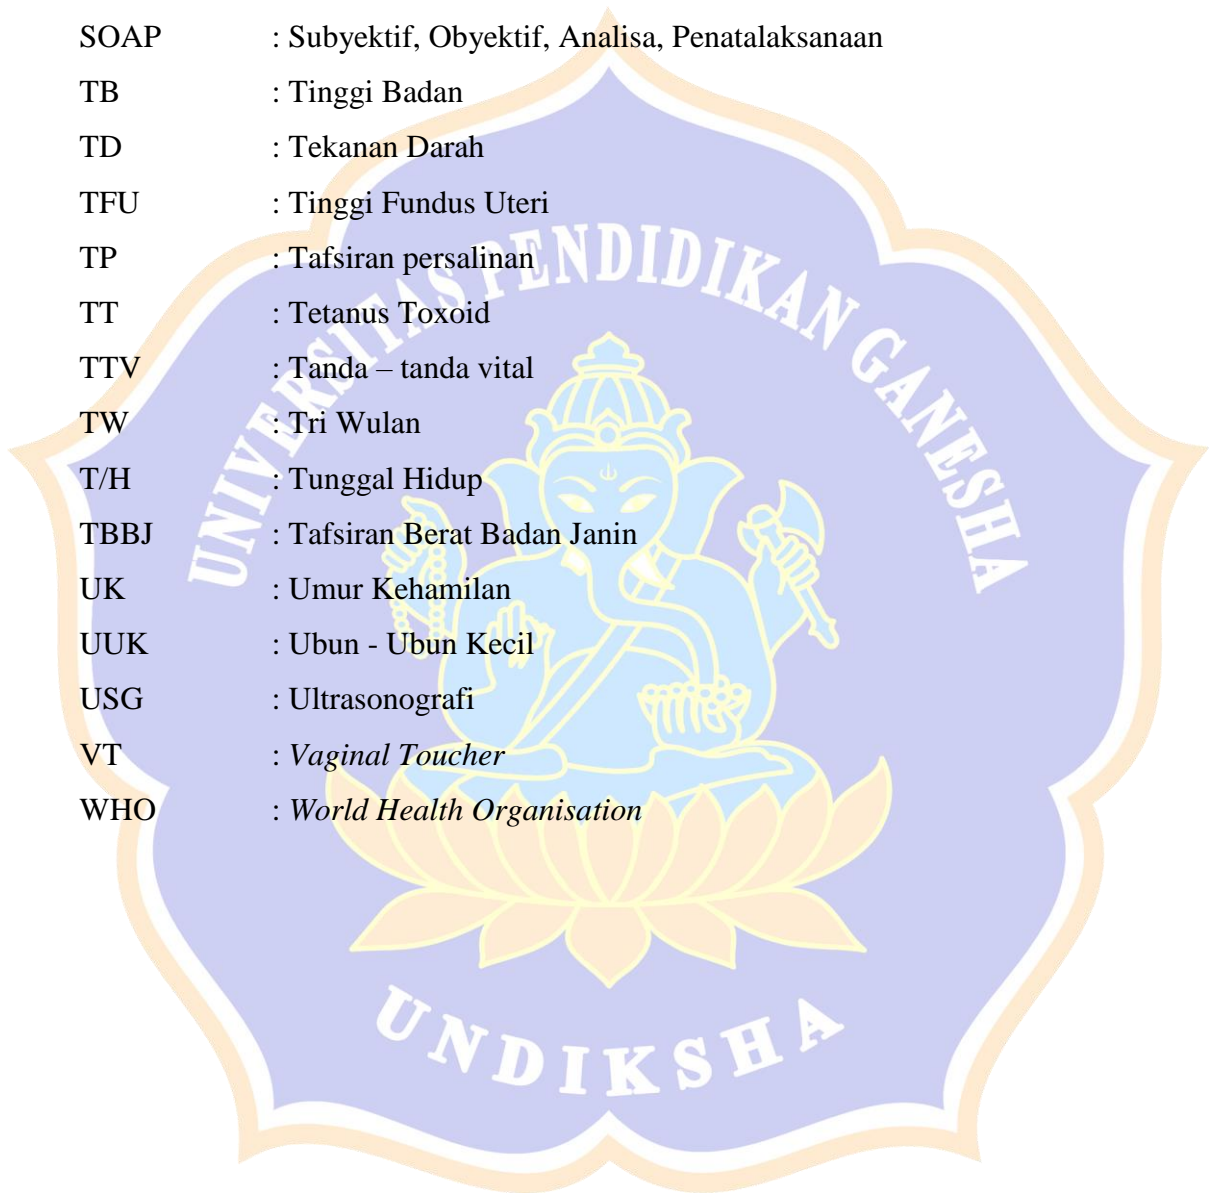 SOAP : Subyektif, Obyektif, Analisa, Penatalaksanaan
TB : Tinggi Badan
TD : Tekanan Darah
TFU : Tinggi Fundus Uteri
TP : Tafsiran persalinan
TT : Tetanus Toxoid
TTV : Tanda – tanda vital
TW : Tri Wulan
T/H : Tunggal Hidup
TBBJ : Tafsiran Berat Badan Janin
UK : Umur Kehamilan
UUK : Ubun - Ubun Kecil
USG : Ultrasonografi
VT : Vaginal Toucher
WHO : World Health Organisation
UNIVERSITAS PENDIDIKAN GANESHA
UNDIKSHA